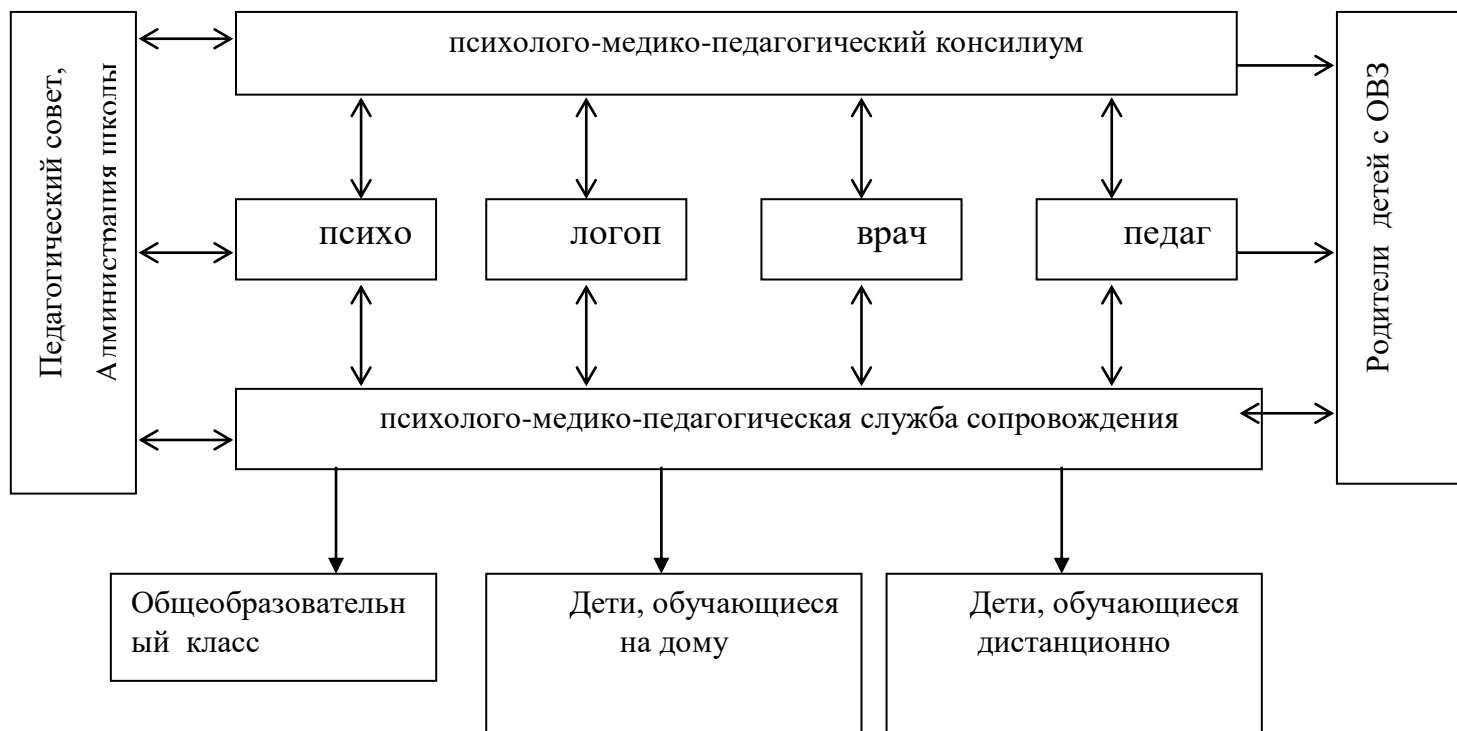 психолого-медико-педагогический консилиум
Педагогический совет,
Администрация школы
Родители детей с ОВЗ
психо
логоп
врач
педаг
психолого-медико-педагогическая служба сопровождения
Общеобразовательн
ый класс
Дети, обучающиеся
на дому
Дети, обучающиеся
дистанционно